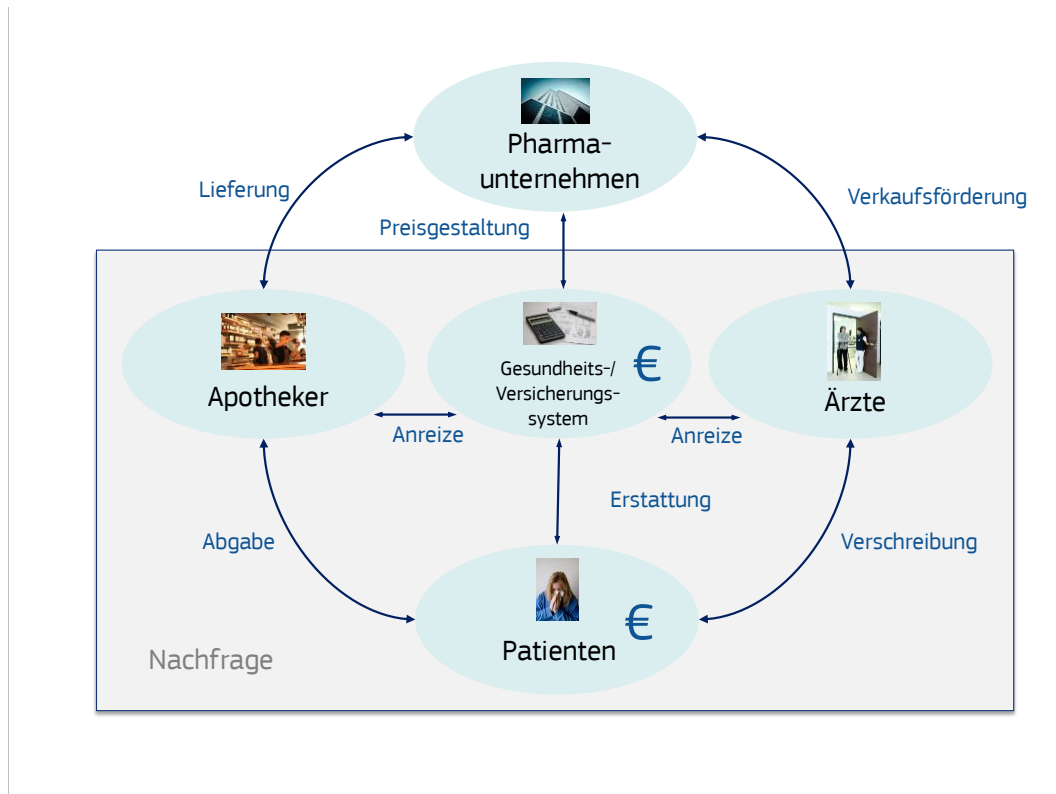 Pharma-
unternehmen
Lieferung
Verkaufsförderung
Preisgestaltung
Apotheker
Gesundheits-/
Versicherungs-
system
€
Ärzte
Anreize
Anreize
Erstattung
Abgabe
Verschreibung
Patienten
€
Nachfrage